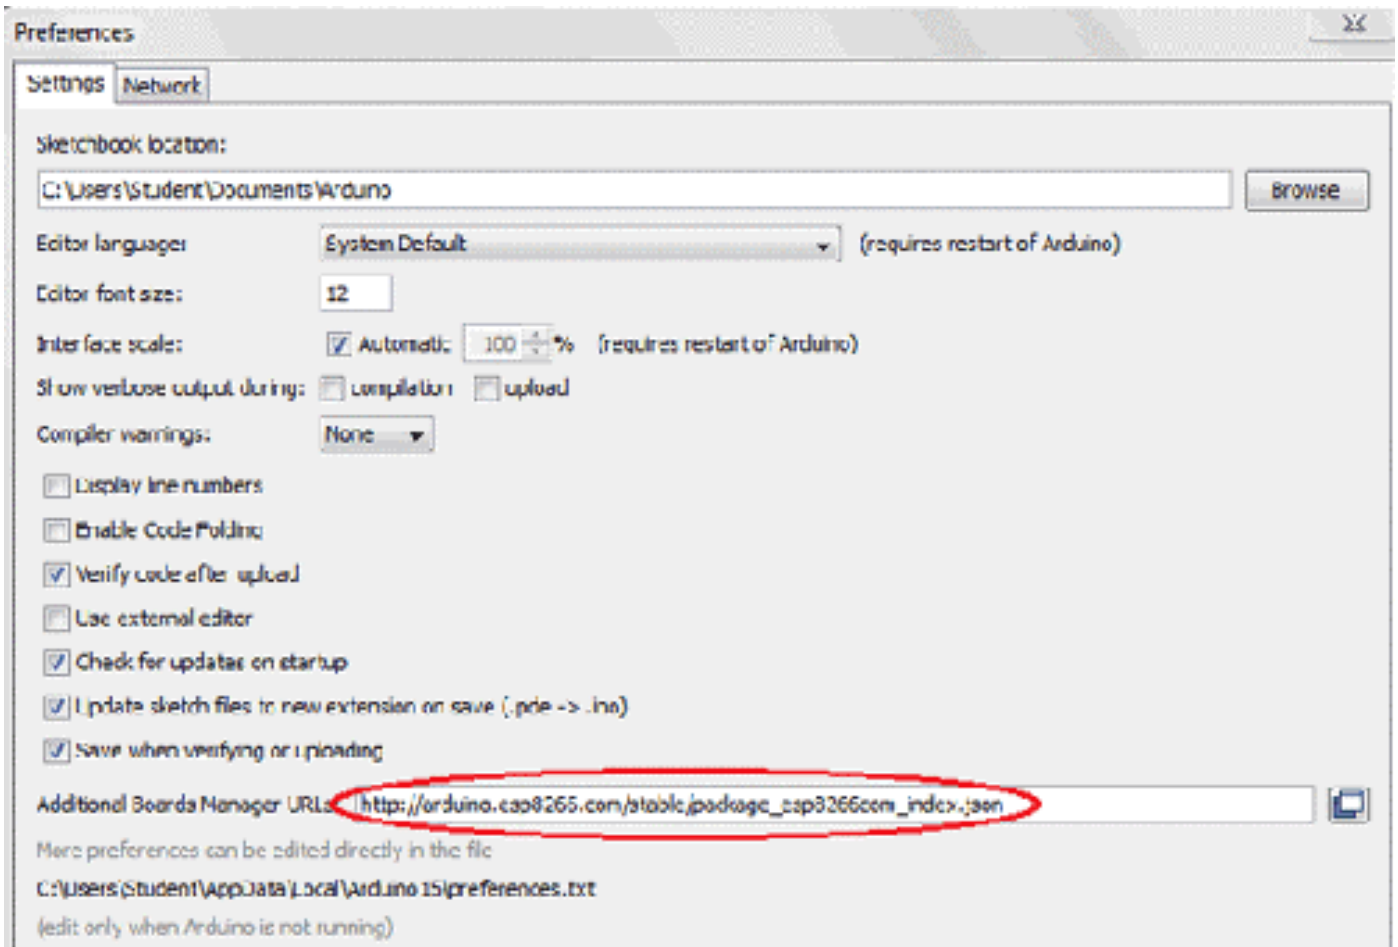 Preferences
Settings Network
Sketchbook location:
C:\Users\Student\Documents\Arduino Browse
Editor language: System Default (requires restart of Arduino)
Editor font size: 12
Interface scale: Automatic 100 % (requires restart of Arduino)
Show verbose output during: compilation upload
Compiler warnings: None
Display line numbers
Enable Code Folding
Verify code after upload
Use external editor
Check for updates on startup
Update sketch files to new extension on save (.pde -> .ino)
Save when verifying or uploading
Additional Boards Manager URLs: http://arduino.esp8266.com/stable/package_esp8266com_index.json
More preferences can be edited directly in the file
C:\Users\Student\AppData\Local\Arduino15\preferences.txt
(edit only when Arduino is not running)